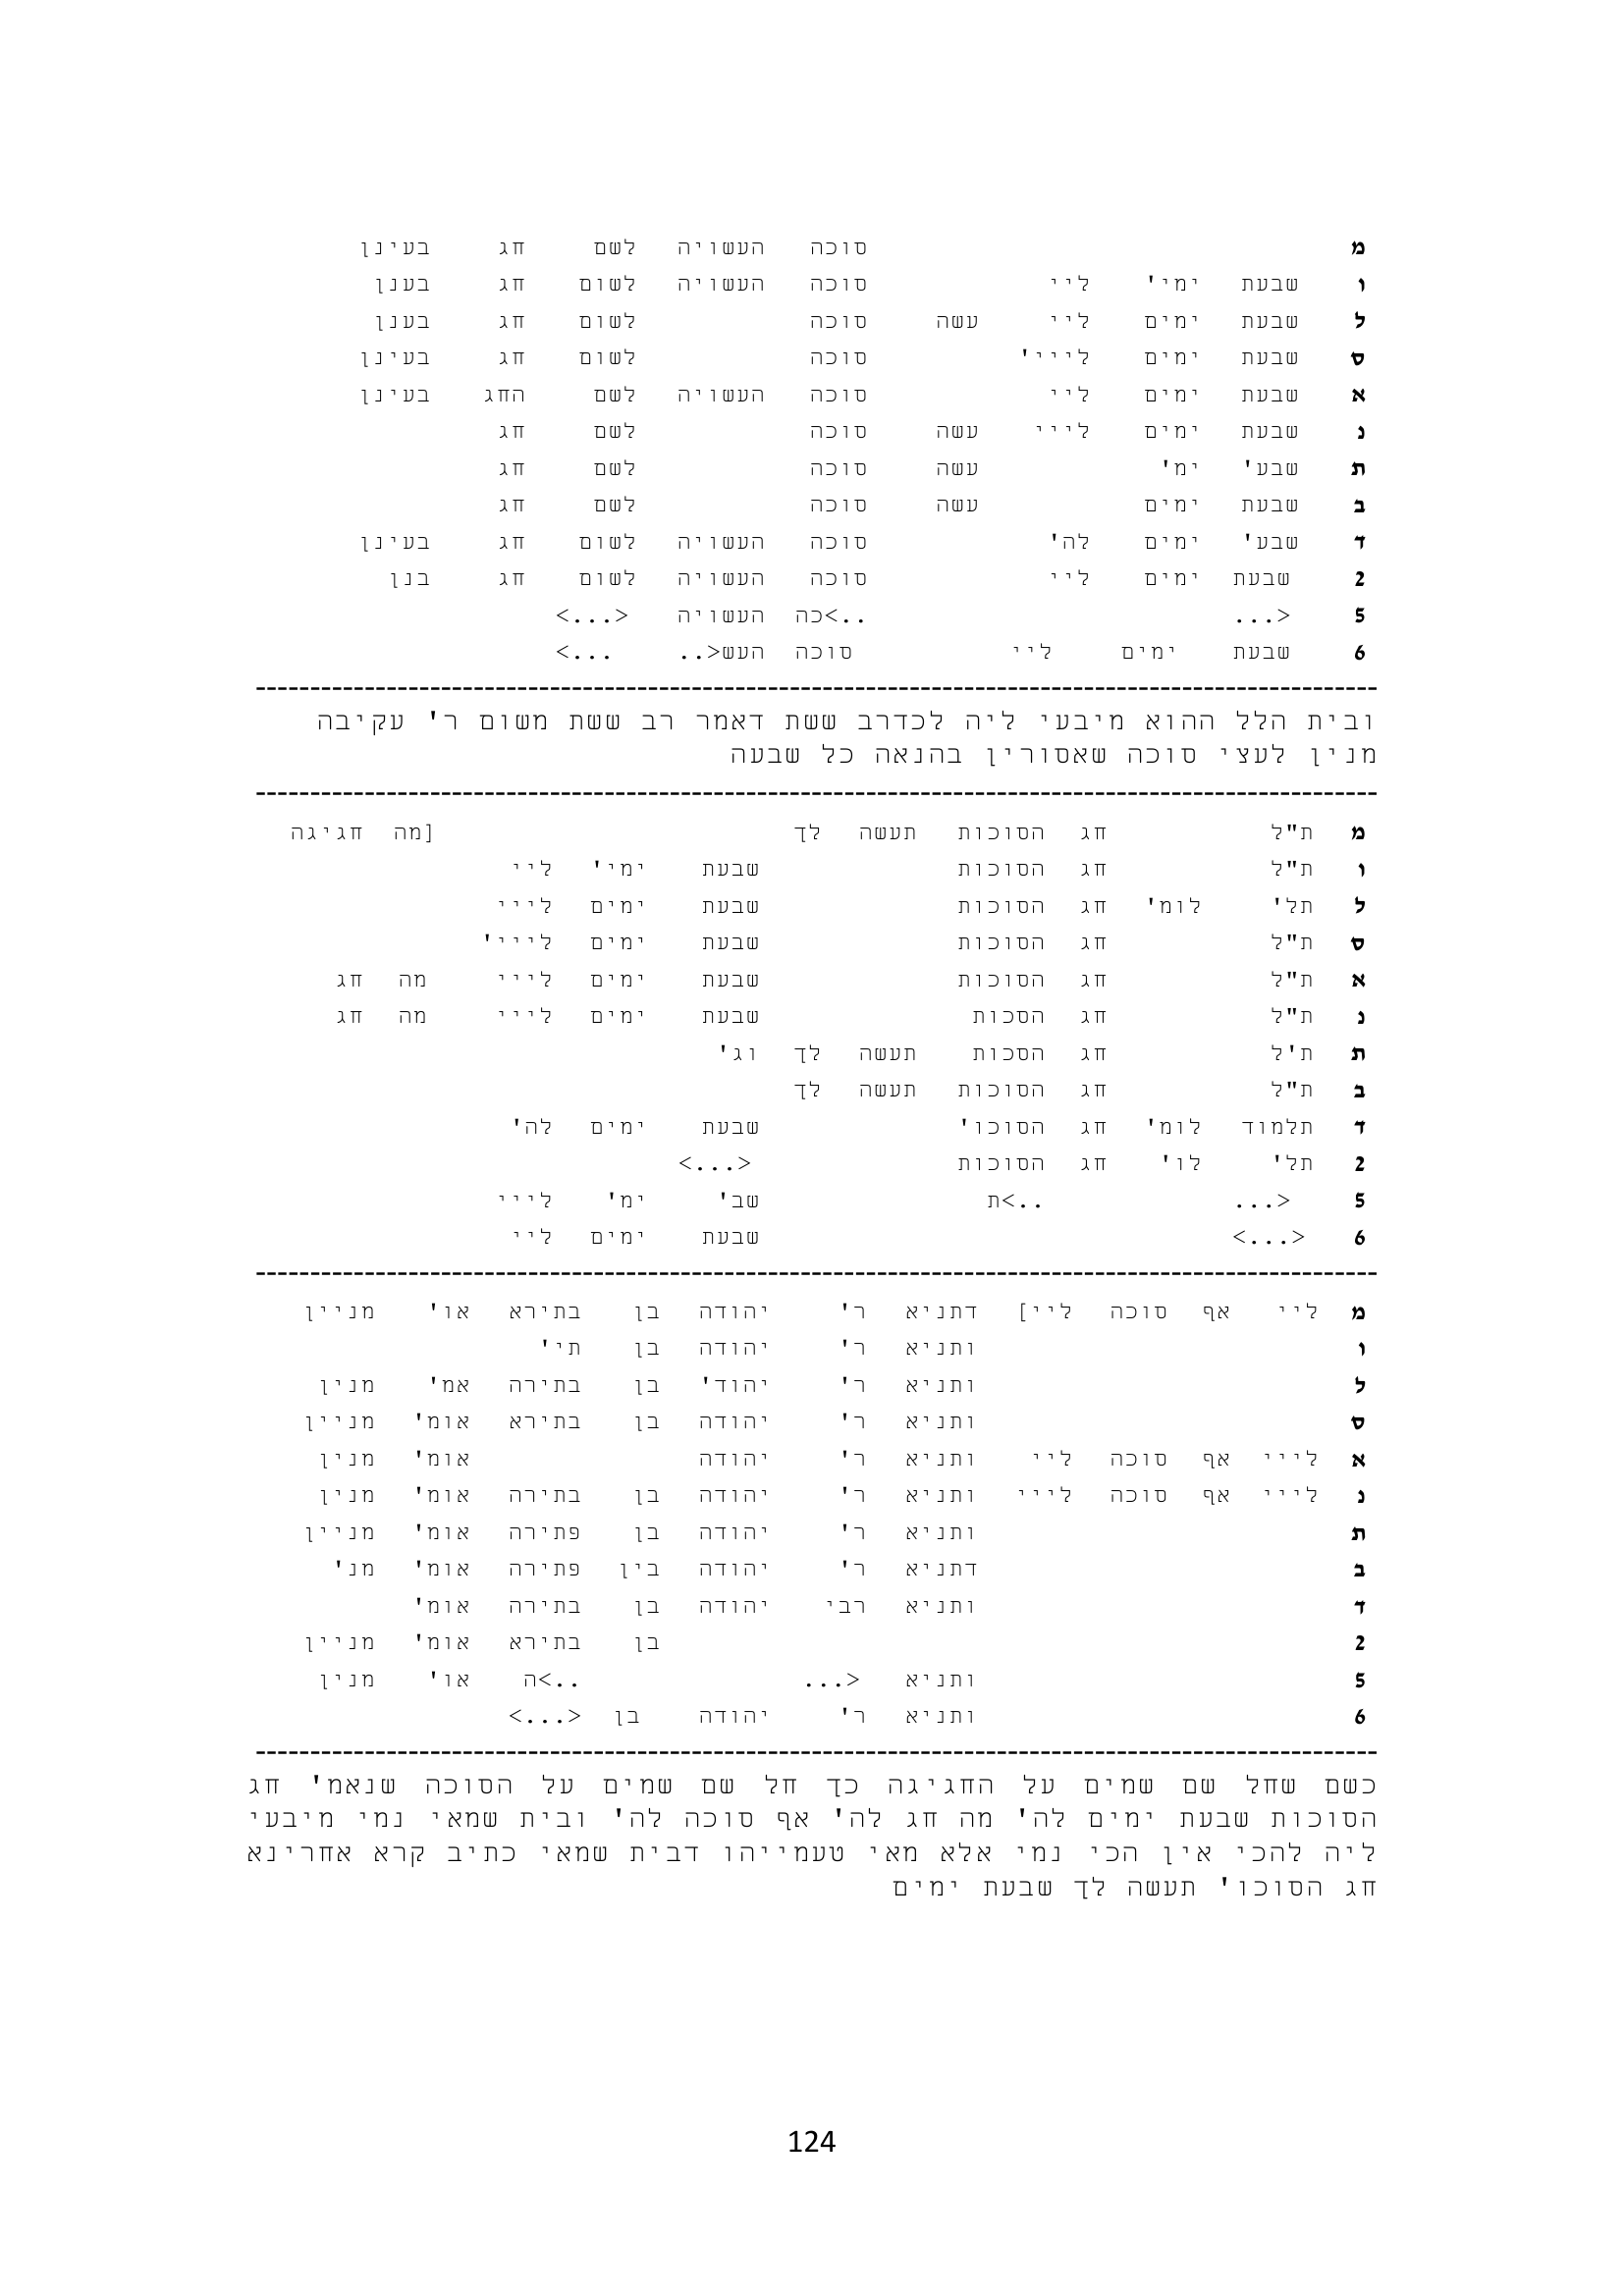 מ סוכה העשויה לשם חג בעינן
ו שבעת ימי' ליי סוכה העשויה לשום חג בענן
ל שבעת ימים ליי עשה סוכה לשום חג בענן
ס שבעת ימים לייי' סוכה לשום חג בעינן
א שבעת ימים ליי סוכה העשויה לשם החג בעינן
נ שבעת ימים לייי עשה סוכה לשם חג
ת שבע' ימ' עשה סוכה לשם חג
ב שבעת ימים עשה סוכה לשם חג
ד שבע' ימים לה' סוכה העשויה לשום חג בעינן
2 שבעת ימים ליי סוכה העשויה לשום חג בנן
5 <... ..>כה העשויה <...>
6 שבעת ימים ליי סוכה העש<.. ...>
ובית הלל ההוא מיבעי ליה לכדרב ששת דאמר רב ששת משום ר' עקיבה
מנין לעצי סוכה שאסורין בהנאה כל שבעה
מ ת"ל חג הסוכות תעשה לך [מה חגיגה
ו ת"ל חג הסוכות שבעת ימי' ליי
ל תל' לומ' חג הסוכות שבעת ימים לייי
ס ת"ל חג הסוכות שבעת ימים לייי'
א ת"ל חג הסוכות שבעת ימים לייי מה חג
נ ת"ל חג הסכות שבעת ימים לייי מה חג
ת ת'ל חג הסכות תעשה לך וג'
ב ת"ל חג הסוכות תעשה לך
ד תלמוד לומ' חג הסוכו' שבעת ימים לה'
2 תל' לו' חג הסוכות <...>
5 <... ..>ת שב' ימ' לייי
6 <...> שבעת ימים ליי
מ ליי אף סוכה ליי] דתניא ר' יהודה בן בתירא או' מניין
ו ותניא ר' יהודה בן תי'
ל ותניא ר' יהוד' בן בתירה אמ' מנין
ס ותניא ר' יהודה בן בתירא אומ' מניין
א לייי אף סוכה ליי ותניא ר' יהודה אומ' מנין
נ לייי אף סוכה לייי ותניא ר' יהודה בן בתירה אומ' מנין
ת ותניא ר' יהודה בן פתירה אומ' מניין
ב דתניא ר' יהודה בין פתירה אומ' מנ'
ד ותניא רבי יהודה בן בתירה אומ'
2 בן בתירא אומ' מניין
5 ותניא <... ..>ה או' מנין
6 ותניא ר' יהודה בן <...>
כשם שחל שם שמים על החגיגה כך חל שם שמים על הסוכה שנאמ' חג
הסוכות שבעת ימים לה' מה חג לה' אף סוכה לה' ובית שמאי נמי מיבעי
ליה להכי אין הכי נמי אלא מאי טעמייהו דבית שמאי כתיב קרא אחרינא
חג הסוכו' תעשה לך שבעת ימים
124